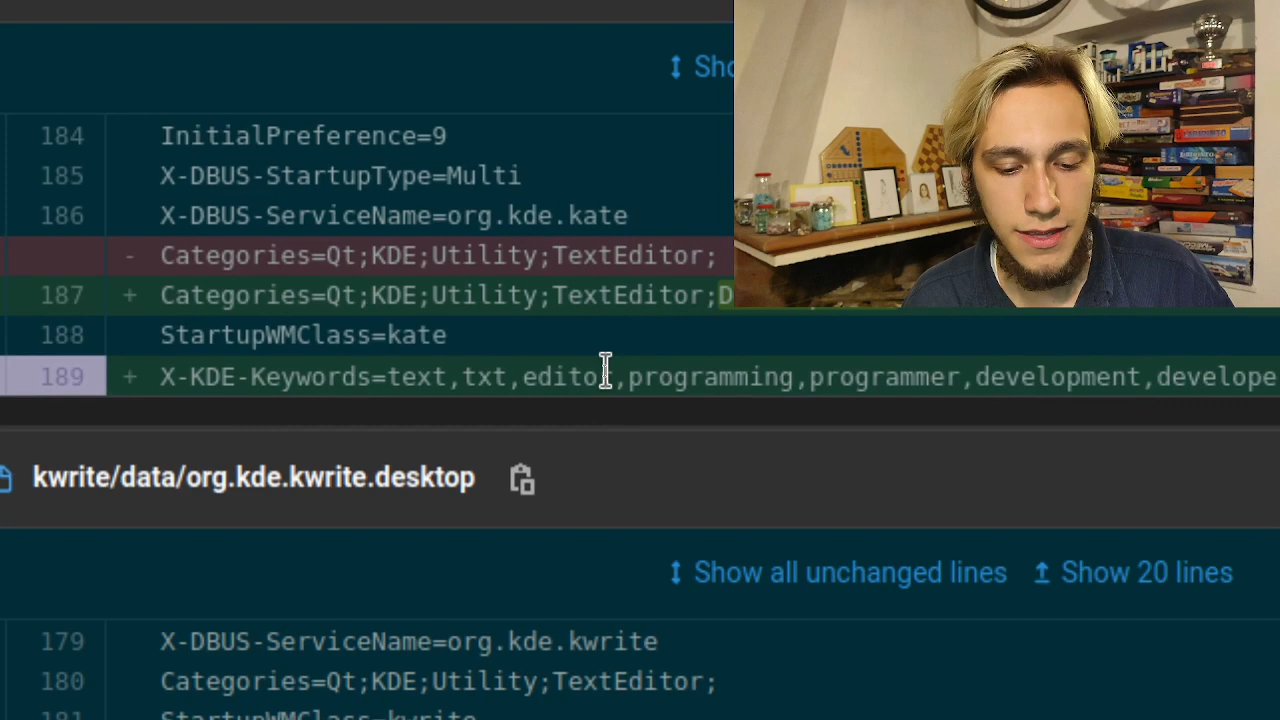 Sho
184 InitialPreference=9
185 X-DBUS-StartupType=Multi
186 X-DBUS-ServiceName=org.kde.kate
- Categories=Qt;KDE;Utility;TextEditor;
187 + Categories=Qt;KDE;Utility;TextEditor;D
188 StartupWMClass=kate
189 + X-KDE-Keywords=text,txt,editor,programming,programmer,development,develope
kwrite/data/org.kde.kwrite.desktop
Show all unchanged lines Show 20 lines
179 X-DBUS-ServiceName=org.kde.kwrite
180 Categories=Qt;KDE;Utility;TextEditor;
181 StartupWMClass=kwrite